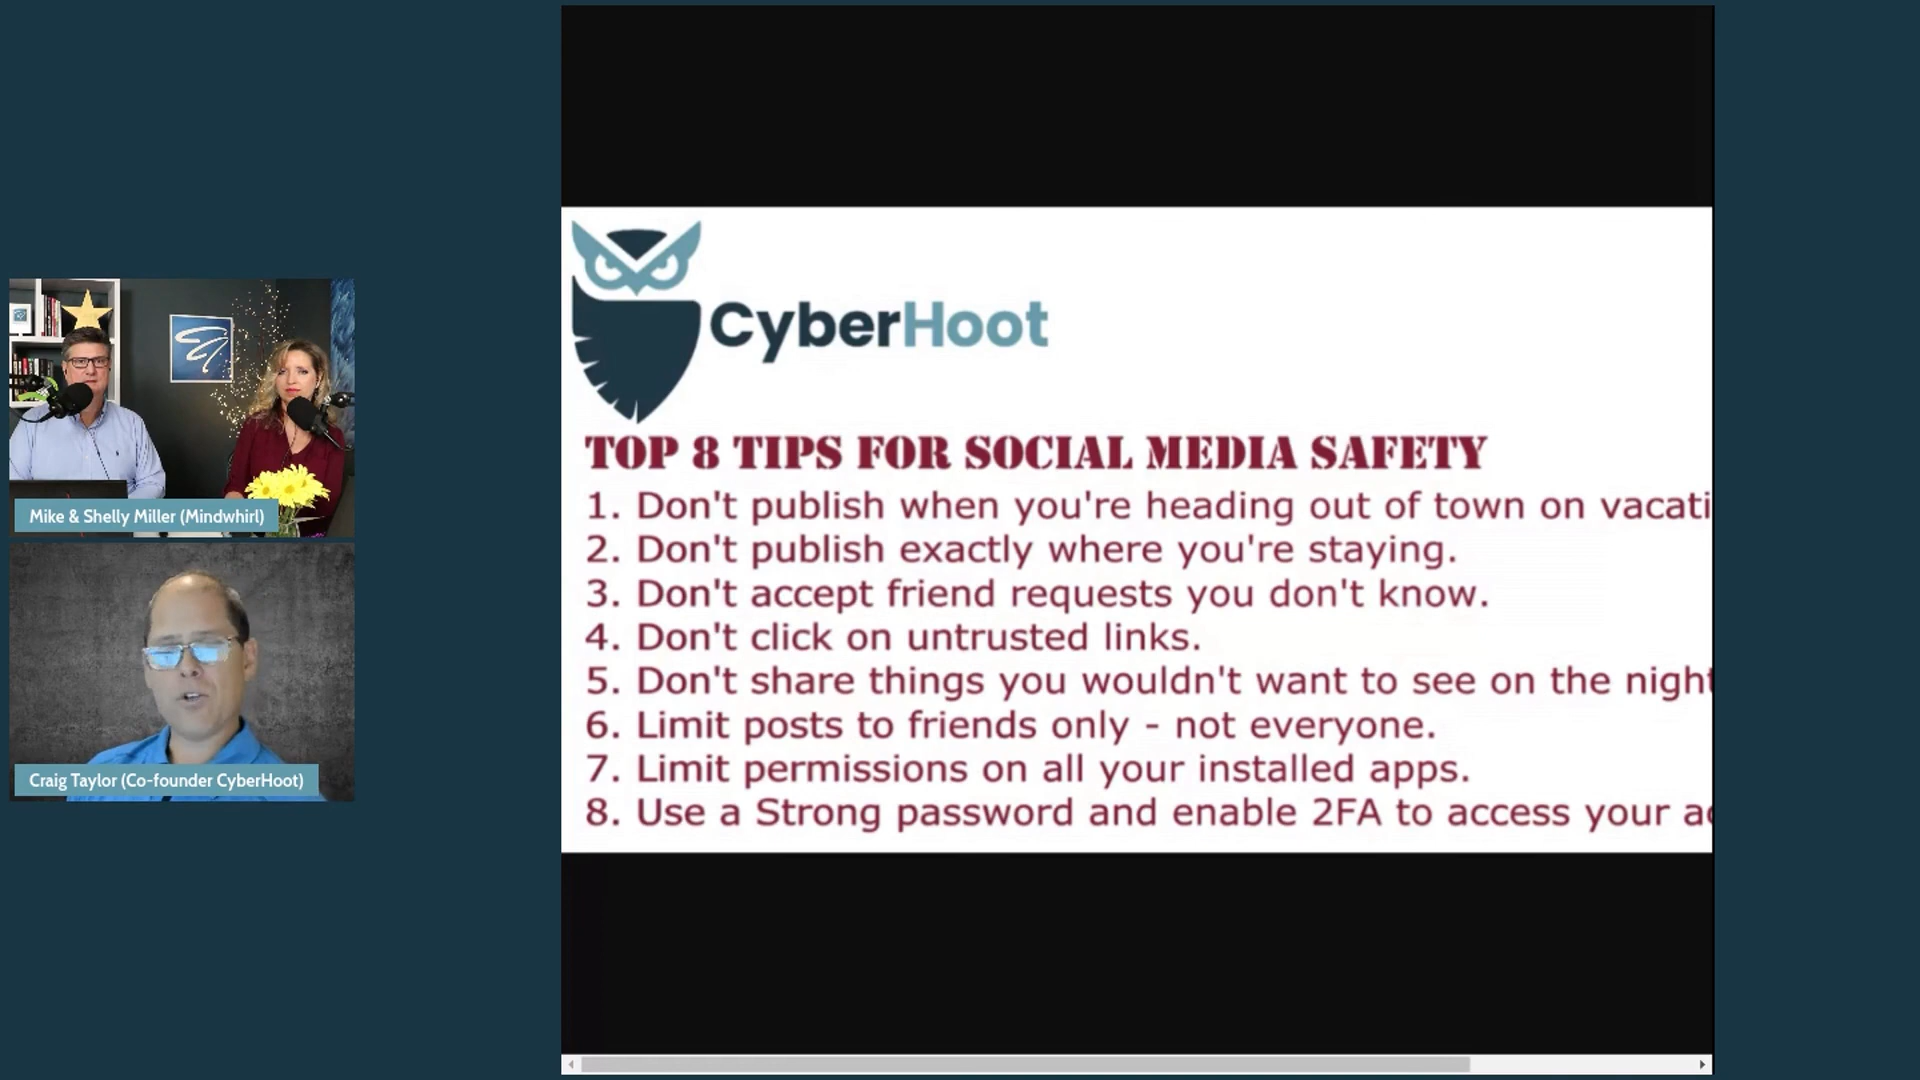 CyberHoot
TOP 8 TIPS FOR SOCIAL MEDIA SAFETY
1. Don't publish when you're heading out of town on vacati
2. Don't publish exactly where you're staying.
3. Don't accept friend requests you don't know.
4. Don't click on untrusted links.
5. Don't share things you wouldn't want to see on the night
6. Limit posts to friends only - not everyone.
7. Limit permissions on all your installed apps.
8. Use a Strong password and enable 2FA to access your ac
Mike & Shelly Miller (Mindwhirl)
Craig Taylor (Co-founder CyberHoot)